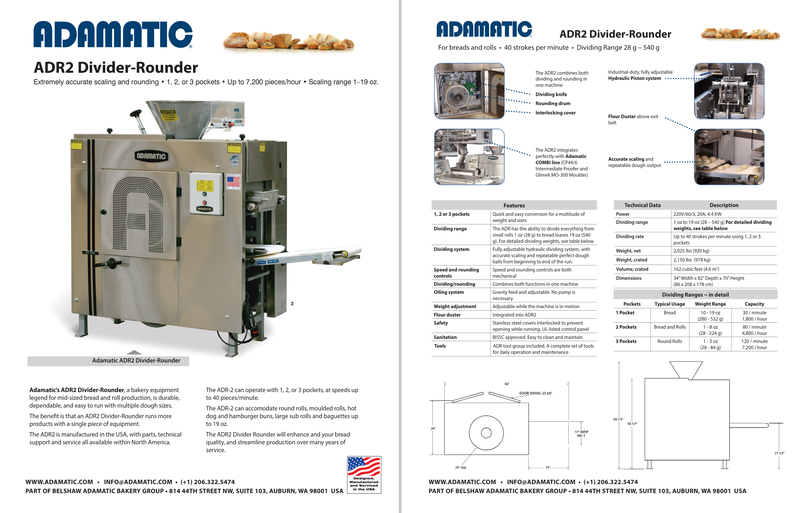 ADAMATIC®
ADR2 Divider-Rounder
Extremely accurate scaling and rounding • 1, 2, or 3 pockets • Up to 7,200 pieces/hour • Scaling range 1–19 oz.
ADAMATIC
3
Adamatic ADR2 Divider-Rounder
Adamatic's ADR2 Divider-Rounder, a bakery equipment
legend for mid-sized bread and roll production, is durable,
dependable, and easy to run with multiple dough sizes.
The benefit is that an ADR2 Divider-Rounder runs more
products with a single piece of equipment.
The ADR2 is manufactured in the USA, with parts, technical
support and service all available within North America.
The ADR-2 can operate with 1, 2, or 3 pockets, at speeds up
to 40 pieces/minute.
The ADR-2 can accomodate round rolls, moulded rolls, hot
dog and hamburger buns, large sub rolls and baguettes up
to 19 oz.
The ADR2 Divider Rounder will enhance and your bread
quality, and streamline production over many years of
service.
Designed,
Manufactured
and Serviced
in the USA
WWW.ADAMATIC.COM • INFO@ADAMATIC.COM • (+1) 206.322.5474
PART OF BELSHAW ADAMATIC BAKERY GROUP • 814 44TH STREET NW, SUITE 103, AUBURN, WA 98001 USA
ADAMATIC
ADR2 Divider-Rounder
For breads and rolls • 40 strokes per minute • Dividing Range 28 g – 540 g
The ADR2 combines both
dividing and rounding in
one machine
Dividing knife
Rounding drum
Interlocking cover
The ADR2 integrates
perfectly with Adamatic
COMBI line (CP44/6
Intermediate Proofer and
Glimek MO-300 Moulder)
Industrial-duty, fully adjustable
Hydraulic Piston system
Flour Duster above exit
belt
Accurate scaling and
repeatable dough output
Features
1, 2 or 3 pockets Quick and easy conversion for a multitude of
weight and sizes
Dividing range The ADR has the ability to divide everything from
small rolls 1 oz (28 g) to bread loaves 19 oz (540
g). For detailed dividing weights, see table below
Dividing system Fully adjustable hydraulic dividing system, with
accurate scaling and repeatable perfect dough
balls from beginning to end of the run.
Speed and rounding Speed and rounding controls are both
controls mechanical
Dividing/rounding Combines both functions in one machine
Oiling system Gravity feed and adjustable. No pump is
necessary
Weight adjustment Adjustable while the machine is in motion
Flour duster Integrated into ADR2
Safety Stainless steel covers interlocked to prevent
opening while running. UL-listed control panel
Sanitation BISSC approved: Easy to clean and maintain
Tools ADR tool group included. A complete set of tools
for daily operation and maintenance
Technical Data Description
Power 220V/60/3, 20A, 4.4 KW
Dividing range 1 oz to 19 oz (28 – 540 g) For detailed dividing
weights, see table below
Dividing rate Up to 40 strokes per minute using 1, 2 or 3
pockets
Weight, net 2,025 lbs (920 kg)
Weight, crated 2,150 lbs (978 kg)
Volume, crated 162 cubic feet (4.6 m³)
Dimensions 34" Width x 82" Depth x 70" Height
(86 x 208 x 178 cm)
Dividing Ranges – in detail
Pockets Typical Usage Weight Range Capacity
1 Pocket Bread 10 - 19 oz 30 / minute
(280 - 532 g) 1,800 / hour
2 Pockets Bread and Rolls 1 - 8 oz 80 / minute
(28 - 224 g) 4,800 / hour
3 Pockets Round Rolls 1 - 3 oz 120 / minute
(28 - 84 g) 7,200 / hour
82"
DOOR SWING: 23 5/8"
WWW.ADAMATIC.COM • INFO@ADAMATIC.COM • (+1) 206.322.5474
PART OF BELSHAW ADAMATIC BAKERY GROUP • 814 44TH STREET NW, SUITE 103, AUBURN, WA 98001 USA